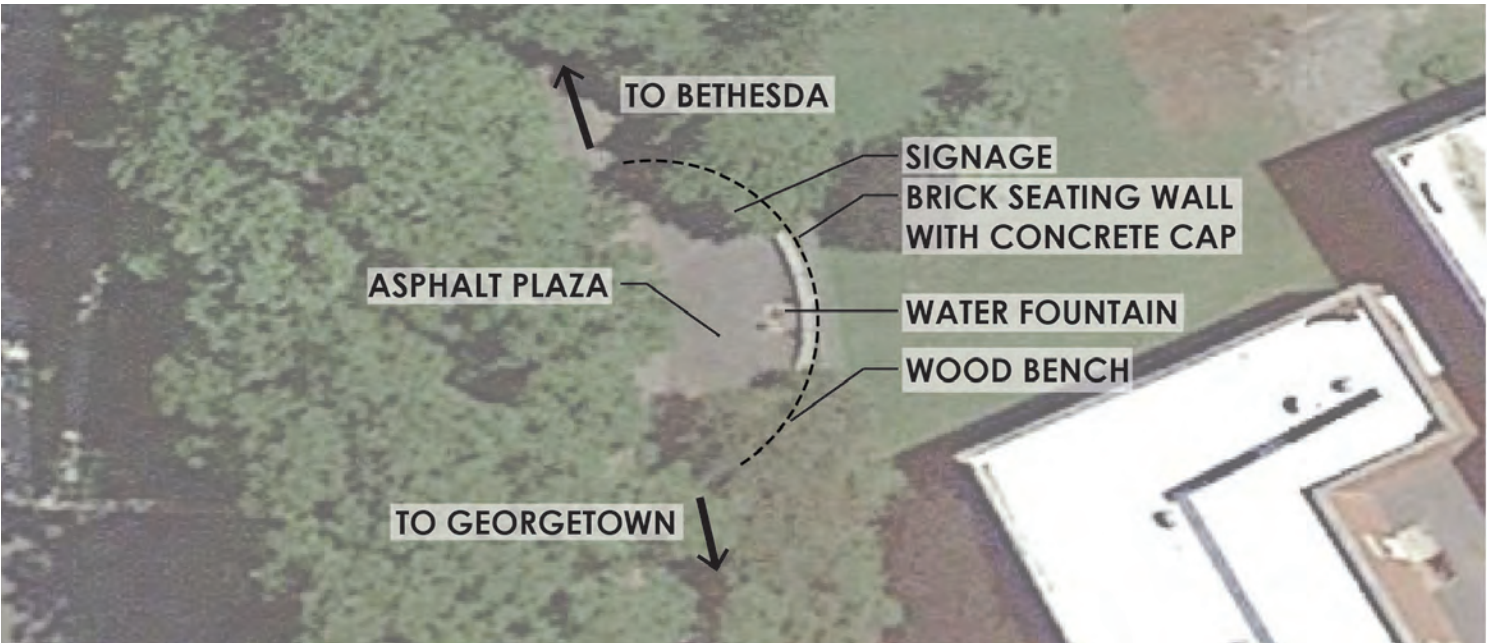 TO BETHESDA
SIGNAGE
BRICK SEATING WALL
WITH CONCRETE CAP
ASPHALT PLAZA
WATER FOUNTAIN
WOOD BENCH
TO GEORGETOWN